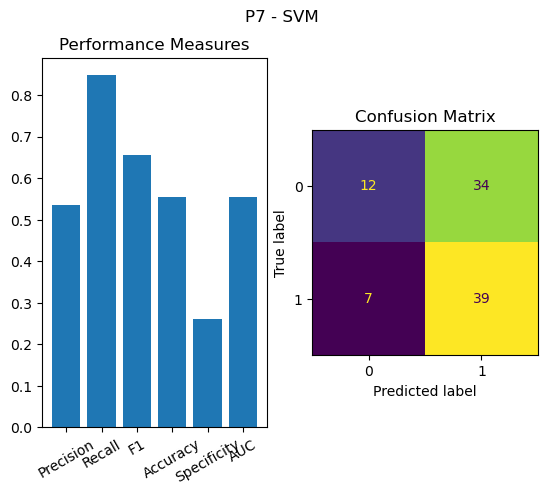 P7 - SVM
Performance Measures
0.8
0.7
0.6
0.5
0.4
0.3
0.2
0.1
0.0
Precision
Recall
F1
Accuracy
Specificity
AUC
Confusion Matrix
True label
0
12
34
1
7
39
0
1
Predicted label